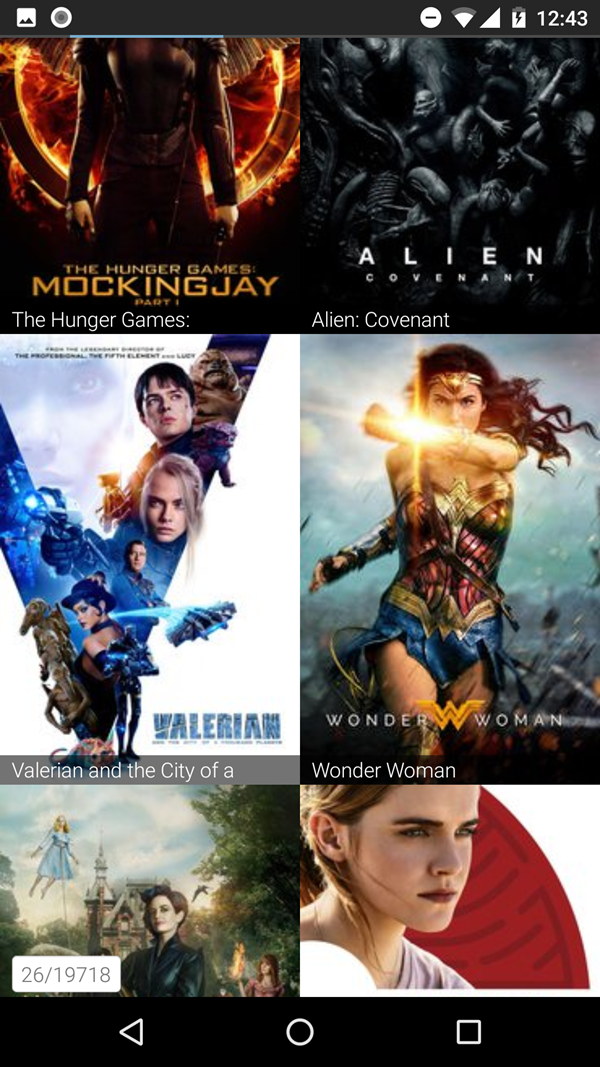 12:43
THE HUNGER GAMES:
MOCKINGJAY
PART 1
The Hunger Games:
ALIEN
COVENANT
Alien: Covenant
FROM THE LEGENDARY DIRECTOR OF
THE PROFESSIONAL, THE FIFTH ELEMENT AND LUCY
VALERIAN
AND THE CITY OF A THOUSAND PLANETS
Valerian and the City of a
WONDER WOMAN
Wonder Woman
26/19718